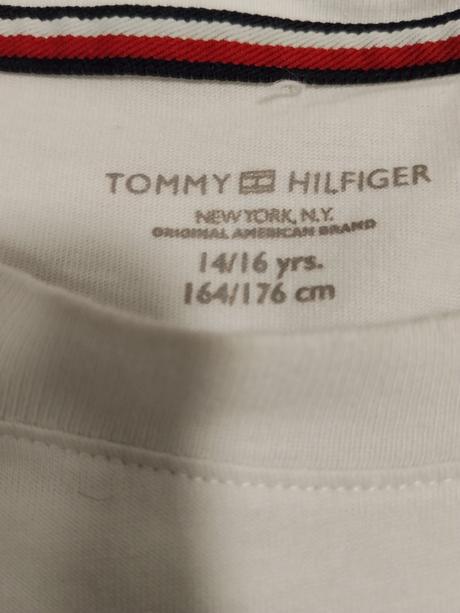 TOMMY HILFIGER
NEW YORK, N.Y.
ORIGINAL AMERICAN BRAND
14/16 yrs.
164/176 cm